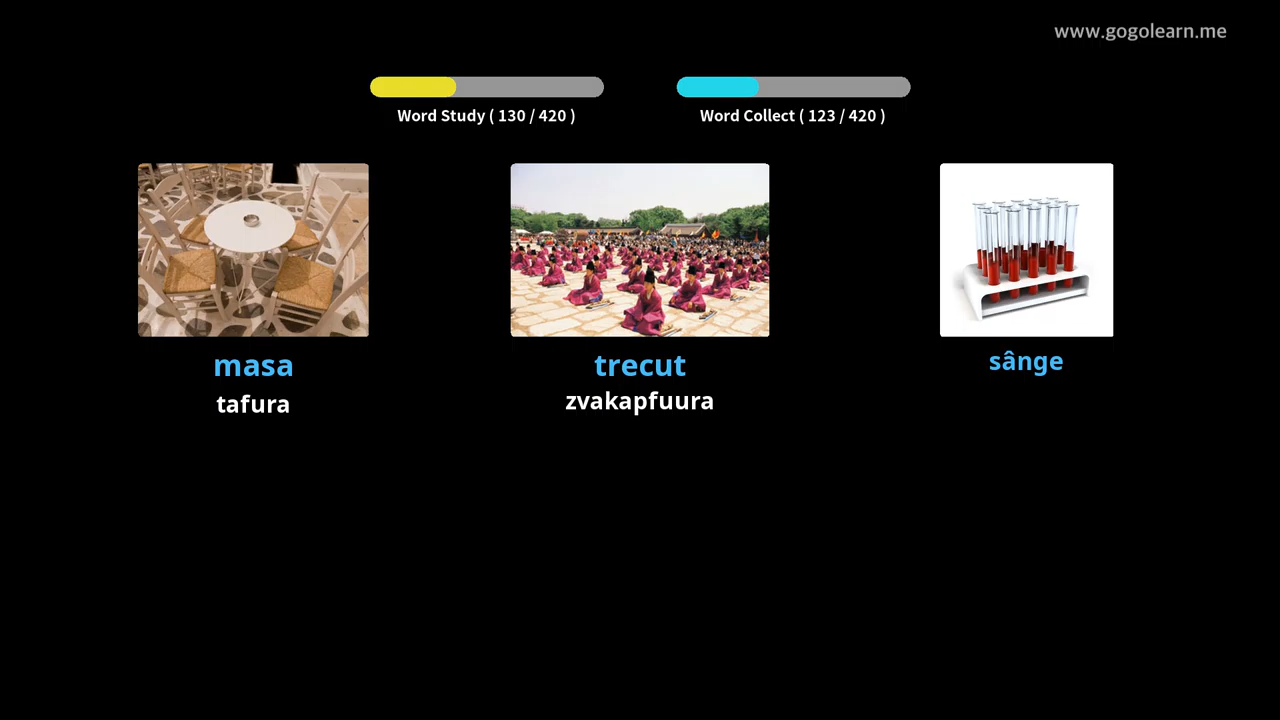 www.gogolearn.me
Word Study ( 130 / 420 )
Word Collect ( 123 / 420 )
masa
tafura
trecut
zvakapfuura
sânge